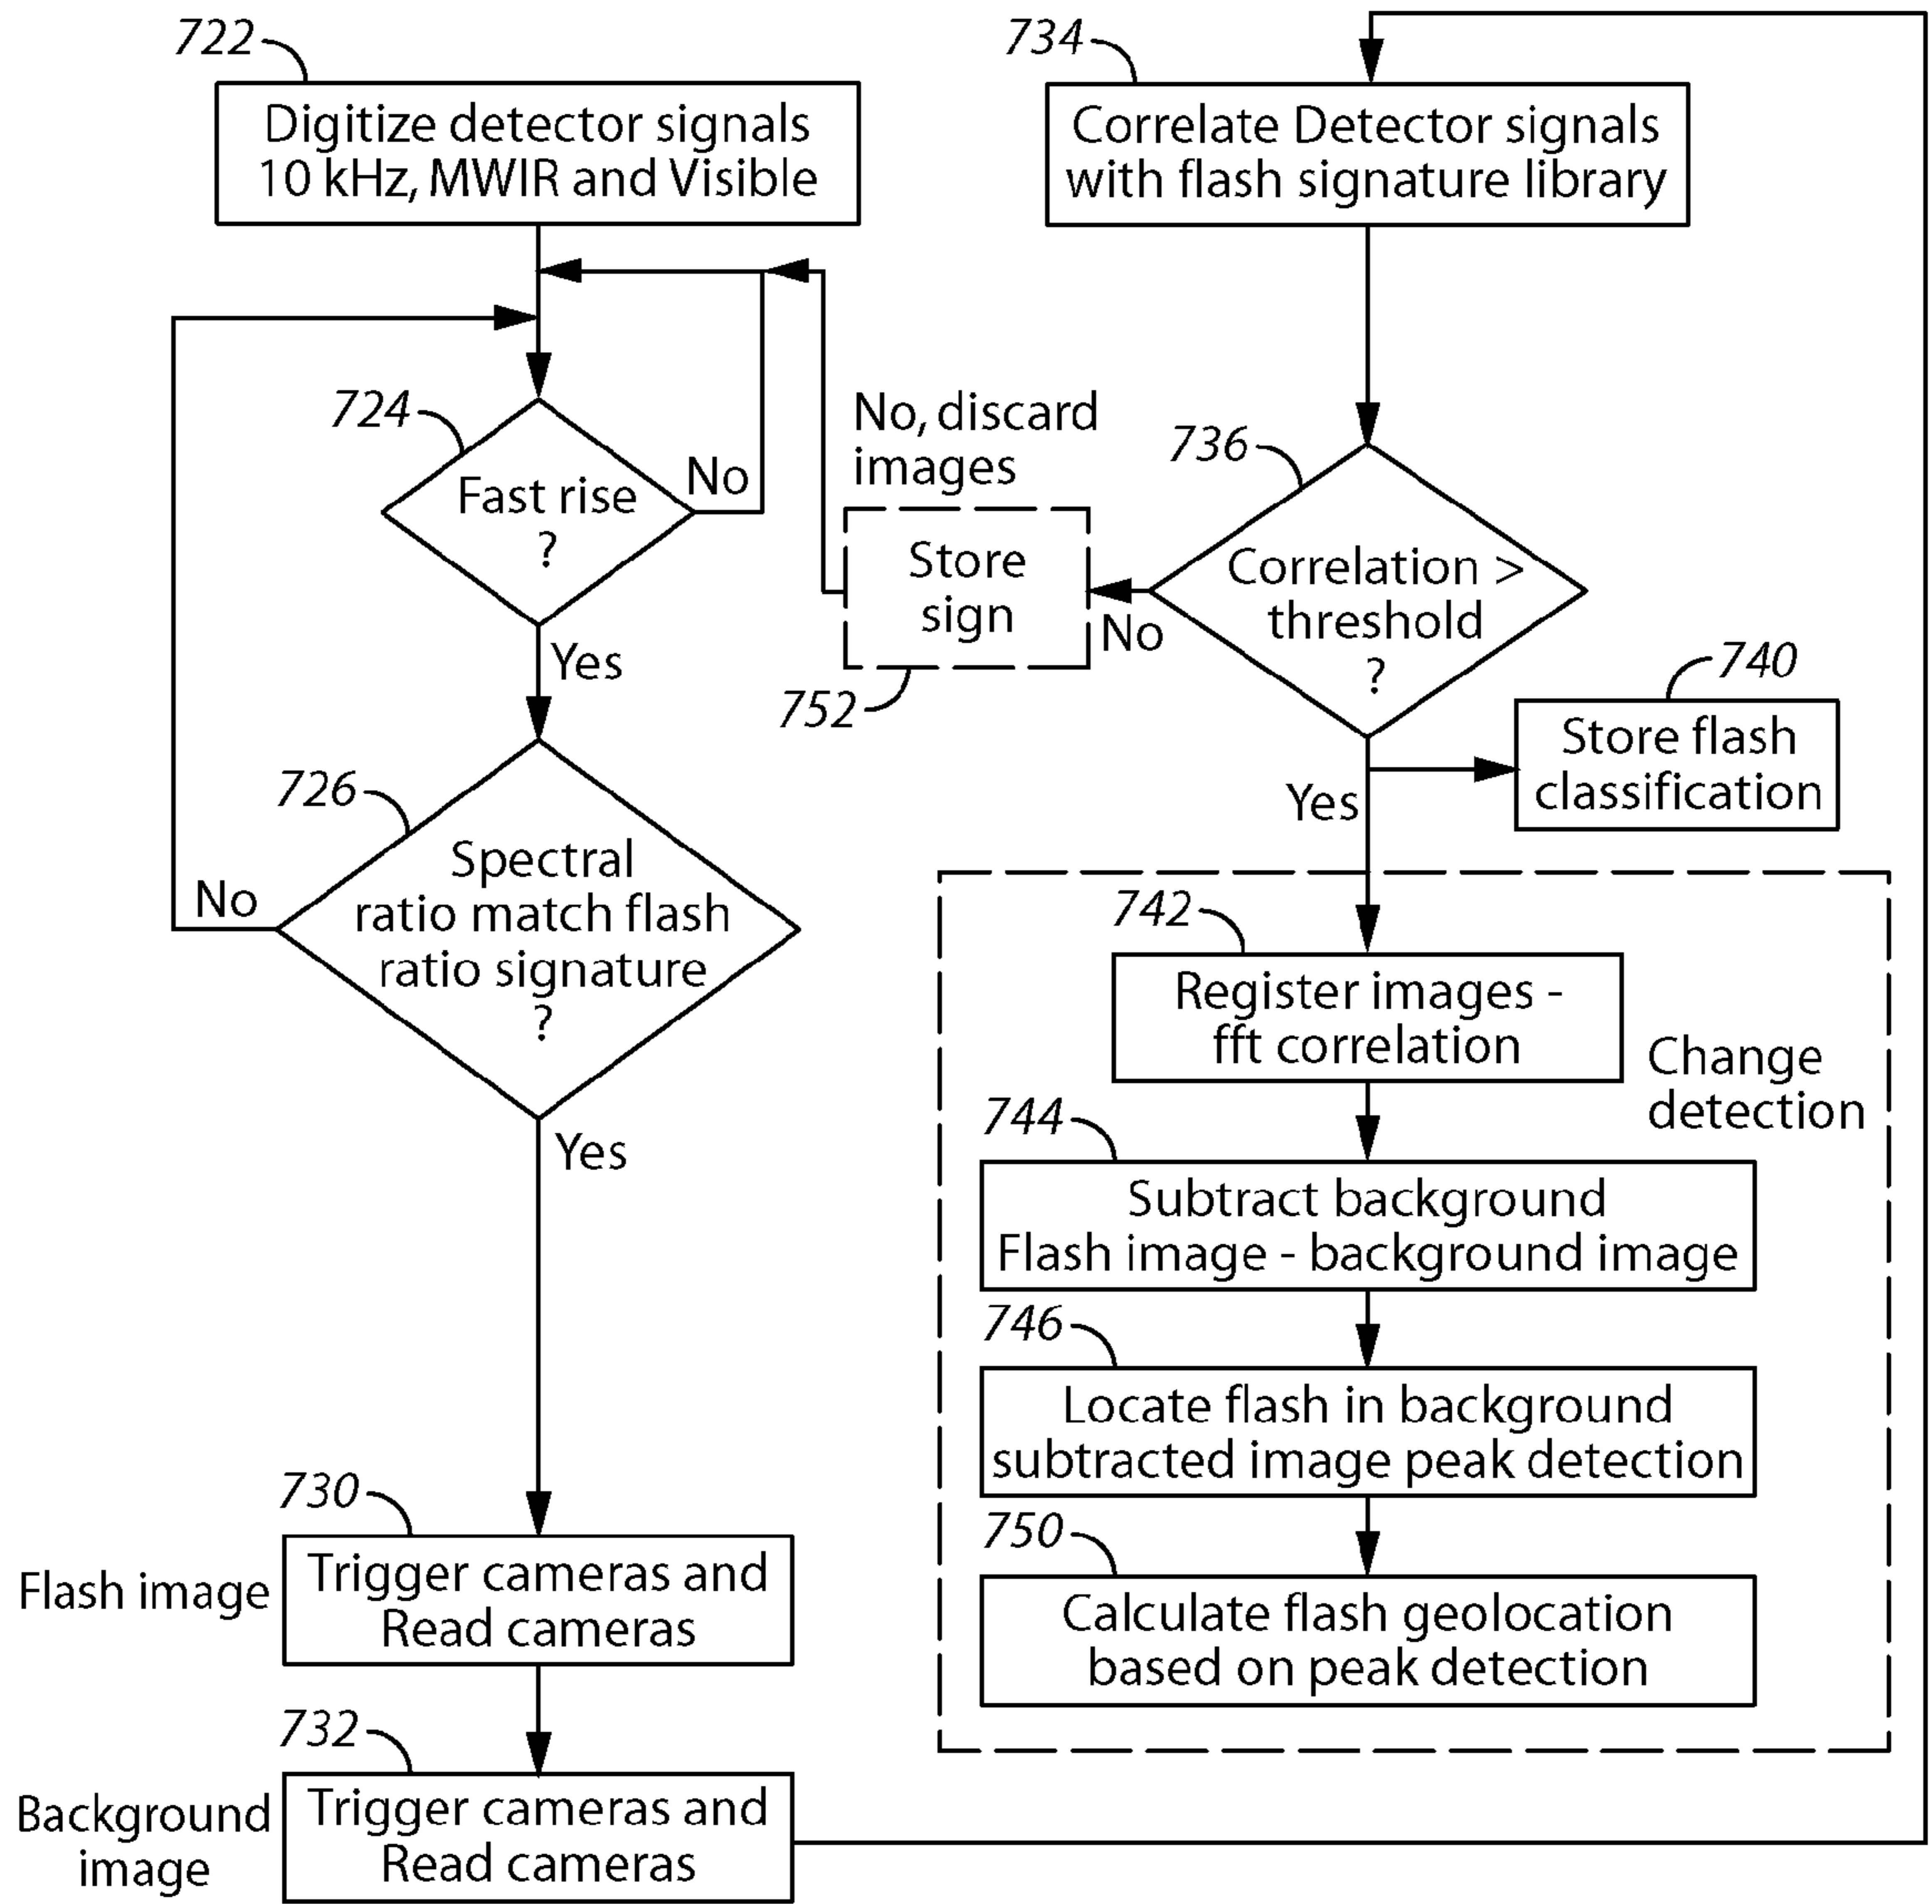 722
Digitize detector signals
10 kHz, MWIR and Visible
724
Fast rise
?
No
Yes
726
Spectral
ratio match flash
ratio signature
?
No
Yes
730
Flash image
Trigger cameras and
Read cameras
732
Background
image
Trigger cameras and
Read cameras
734
Correlate Detector signals
with flash signature library
736
Correlation >
threshold
?
No
No, discard
images
Store
sign
752
Yes
740
Store flash
classification
Change
detection
742
Register images -
fft correlation
744
Subtract background
Flash image - background image
746
Locate flash in background
subtracted image peak detection
750
Calculate flash geolocation
based on peak detection